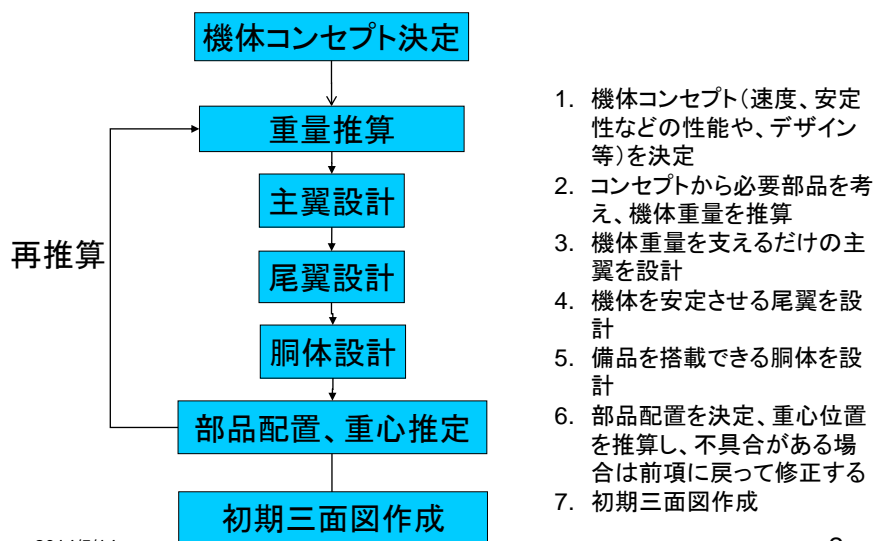 機体コンセプト決定
重量推算
主翼設計
再推算
尾翼設計
胴体設計
部品配置、重心推定
初期三面図作成
1. 機体コンセプト(速度、安定
性などの性能や、デザイン
等)を決定
2. コンセプトから必要部品を考
え、機体重量を推算
3. 機体重量を支えるだけの主
翼を設計
4. 機体を安定させる尾翼を設
計
5. 備品を搭載できる胴体を設
計
6. 部品配置を決定、重心位置
を推算し、不具合がある場
合は前項に戻って修正する
7. 初期三面図作成